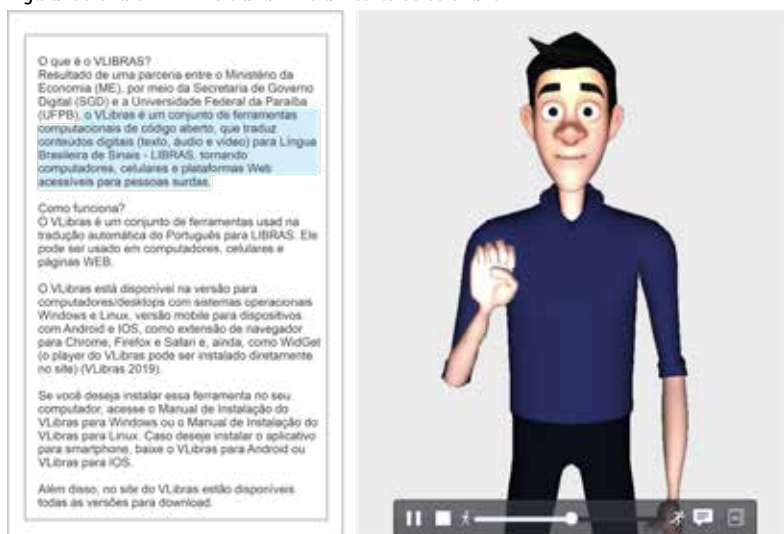 O que é o VLIBRAS?
Resultado de uma parceria entre o Ministério da
Economia (ME), por meio da Secretaria de Governo
Digital (SGD) e a Universidade Federal da Paraíba
(UFPB), o VLibras é um conjunto de ferramentas
computacionais de código aberto, que traduz
conteúdos digitais (texto, áudio e vídeo) para Língua
Brasileira de Sinais - LIBRAS, tornando
computadores, celulares e plataformas Web
acessíveis para pessoas surdas.
Como funciona?
O VLibras é um conjunto de ferramentas usad na
tradução automática do Português para LIBRAS. Ele
pode ser usado em computadores, celulares e
páginas WEB.
O VLibras está disponível na versão para
computadores/desktops com sistemas operacionais
Windows e Linux, versão mobile para dispositivos
com Android e IOS, como extensão de navegador
para Chrome, Firefox e Safari e, ainda, como WidGet
(o player do VLibras pode ser instalado diretamente
no site) (VLibras 2019).
Se você deseja instalar essa ferramenta no seu
computador, acesse o Manual de Instalação do
VLibras para Windows ou o Manual de Instalação do
VLibras para Linux. Caso deseje instalar o aplicativo
para smartphone, baixe o VLibras para Android ou
VLibras para IOS.
Além disso, no site do VLibras estão disponíveis
todas as versões para download.